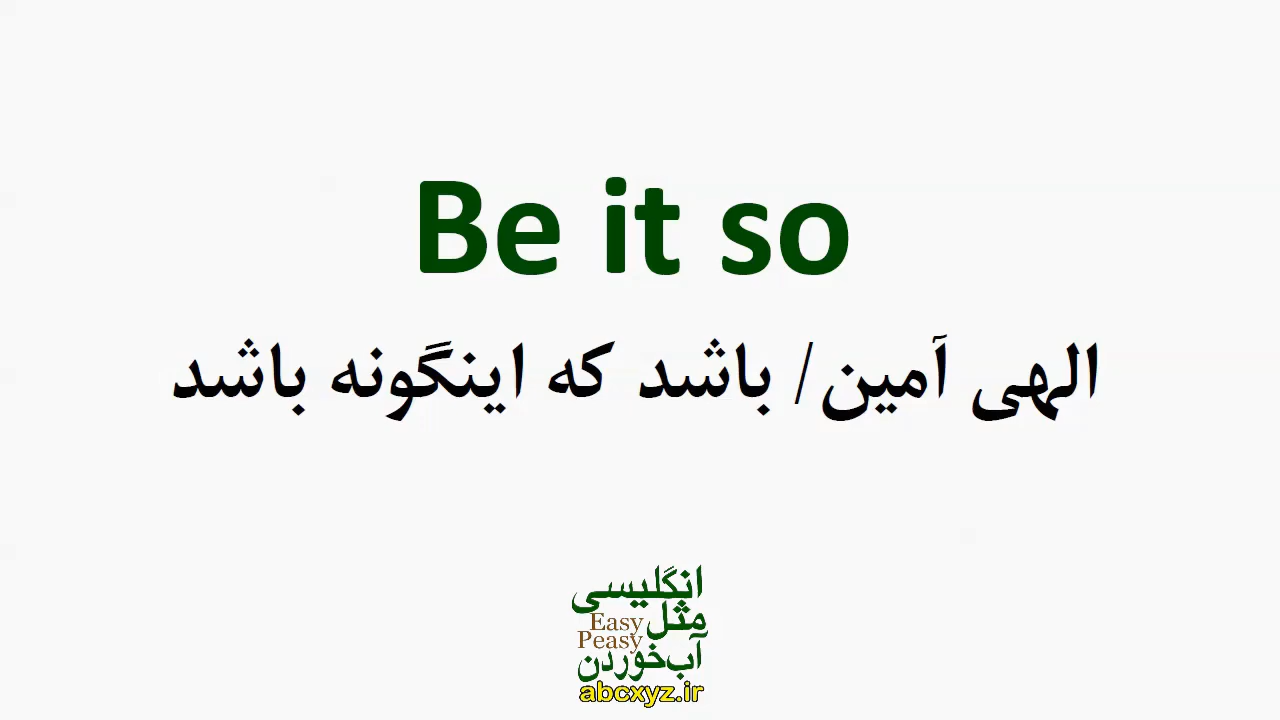 Be it so
الهی آمین/ باشد که اینگونه باشد
انگلیسی
مثل Easy
Peasy
آب‌خوردن
abcxyz.ir